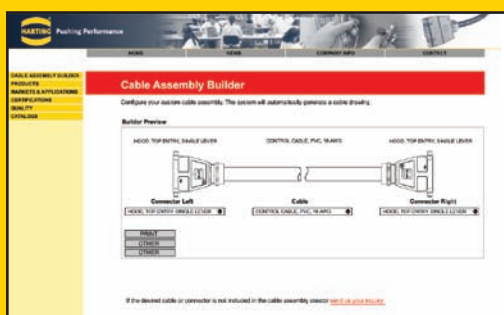 HARTING Pushing Performance
HOME NEWS COMPANY INFO CONTACT
CABLE ASSEMBLY BUILDER
PRODUCTS
MARKETS & APPLICATIONS
CERTIFICATIONS
QUALITY
CATALOGS
Cable Assembly Builder
Configure your custom cable assembly. The system will automatically generate a cable drawing.
Builder Preview
HOOD, TOP ENTRY, SINGLE LEVER CONTROL CABLE, PVC, 18 AWG HOOD, TOP ENTRY, SINGLE LEVER
Connector Left Cable Connector Right
HOOD, TOP ENTRY SINGLE LEVER CONTROL CABLE, PVC, 18 AWG HOOD, TOP ENTRY SINGLE LEVER
PRINT
OTHER
OTHER
If the desired cable or connector is not included in the cable assembly creator send us your inquiry.